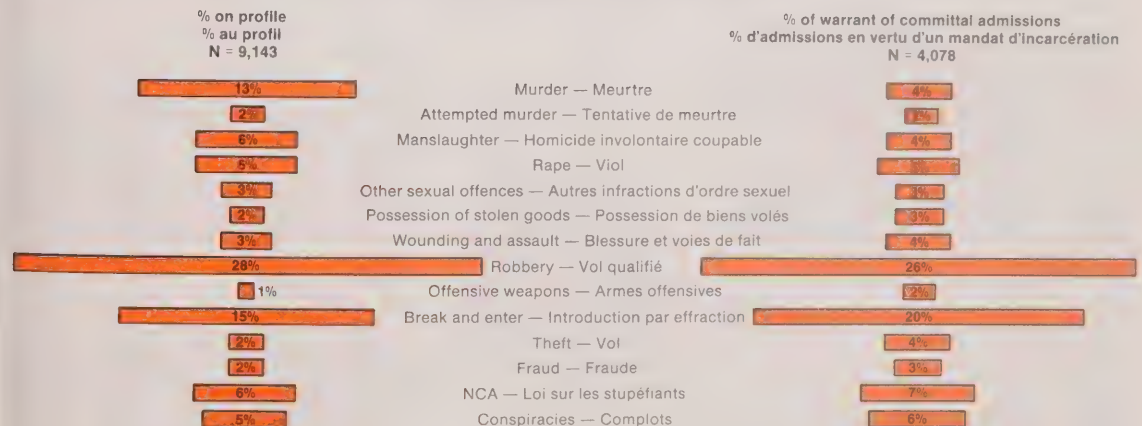 % on profile
% au profil
N = 9,143
% of warrant of committal admissions
% d'admissions en vertu d'un mandat d'incarcération
N = 4,078
13% Murder — Meurtre 4%
2% Attempted murder — Tentative de meurtre
6% Manslaughter — Homicide involontaire coupable 4%
6% Rape — Viol
3% Other sexual offences — Autres infractions d'ordre sexuel 3%
2% Possession of stolen goods — Possession de biens volés 3%
3% Wounding and assault — Blessure et voies de fait 4%
28% Robbery — Vol qualifié 26%
1% Offensive weapons — Armes offensives 2%
15% Break and enter — Introduction par effraction 20%
2% Theft — Vol 4%
2% Fraud — Fraude 3%
6% NCA — Loi sur les stupéfiants 7%
5% Conspiracies — Complots 6%